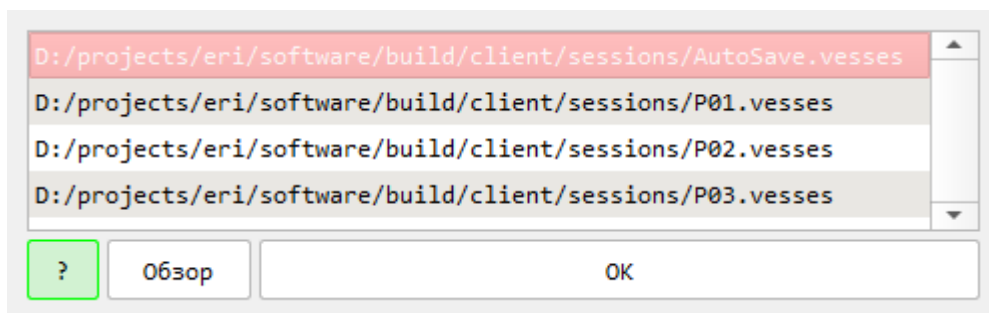 D:/projects/eri/software/build/client/sessions/AutoSave.vesses
D:/projects/eri/software/build/client/sessions/P01.vesses
D:/projects/eri/software/build/client/sessions/P02.vesses
D:/projects/eri/software/build/client/sessions/P03.vesses
? Обзор OK